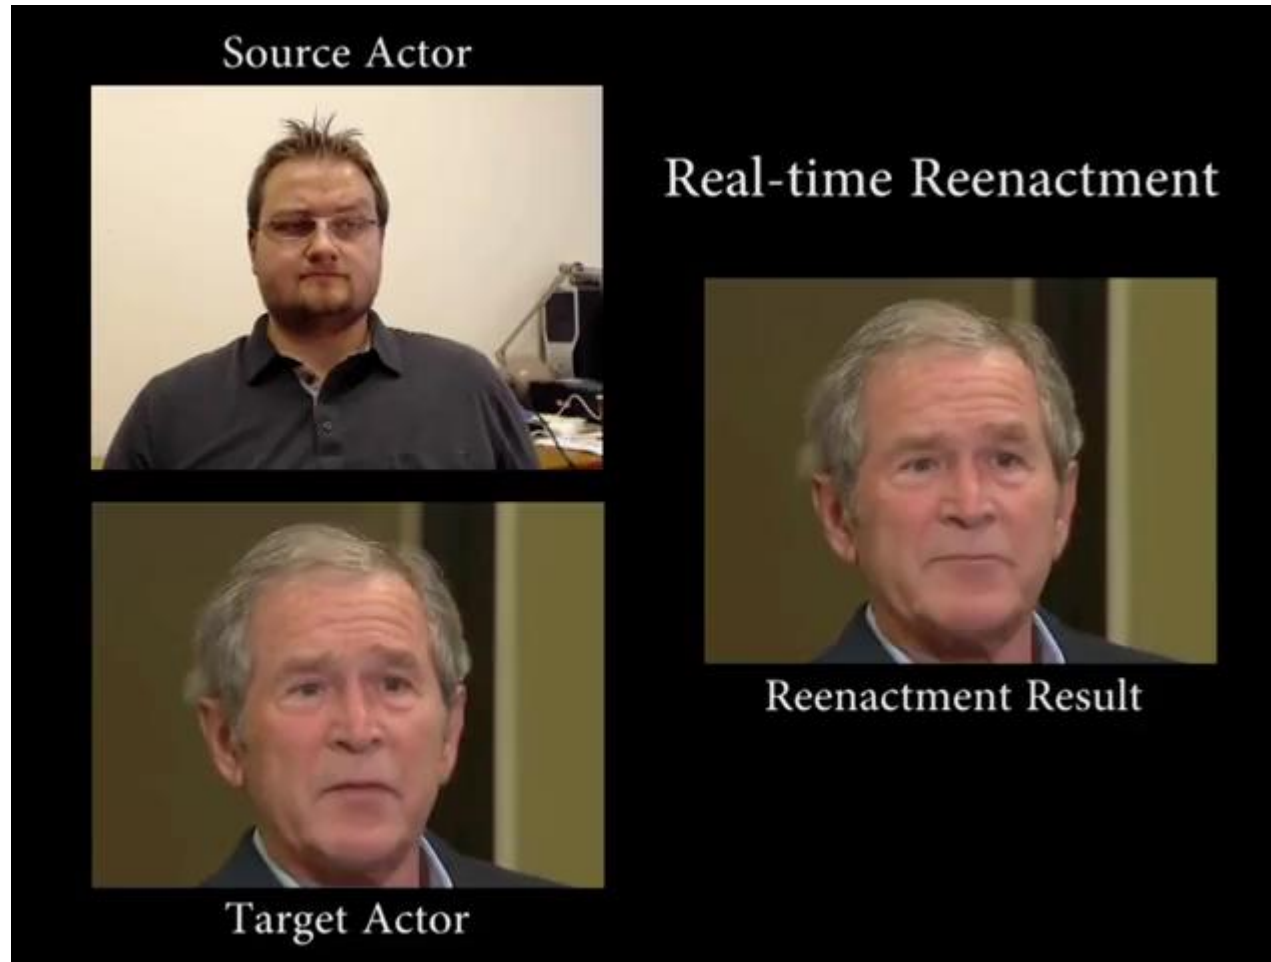 Source Actor
Real-time Reenactment
Reenactment Result
Target Actor